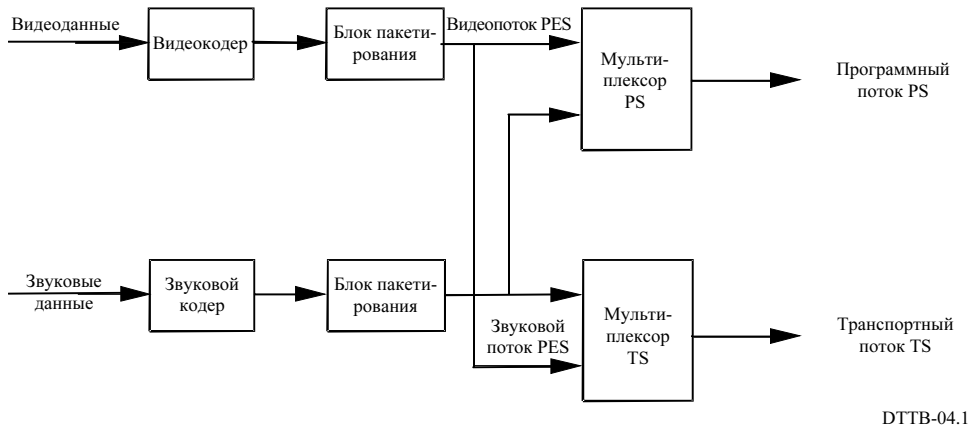 Видеоданные
Видеокодер
Блок пакети-
рования
Видеопоток PES
Мульти-
плексор
PS
Программный
поток PS
Звуковые
данные
Звуковой
кодер
Блок пакети-
рования
Звуковой
поток PES
Мульти-
плексор
TS
Транспортный
поток TS
DTTB-04.1